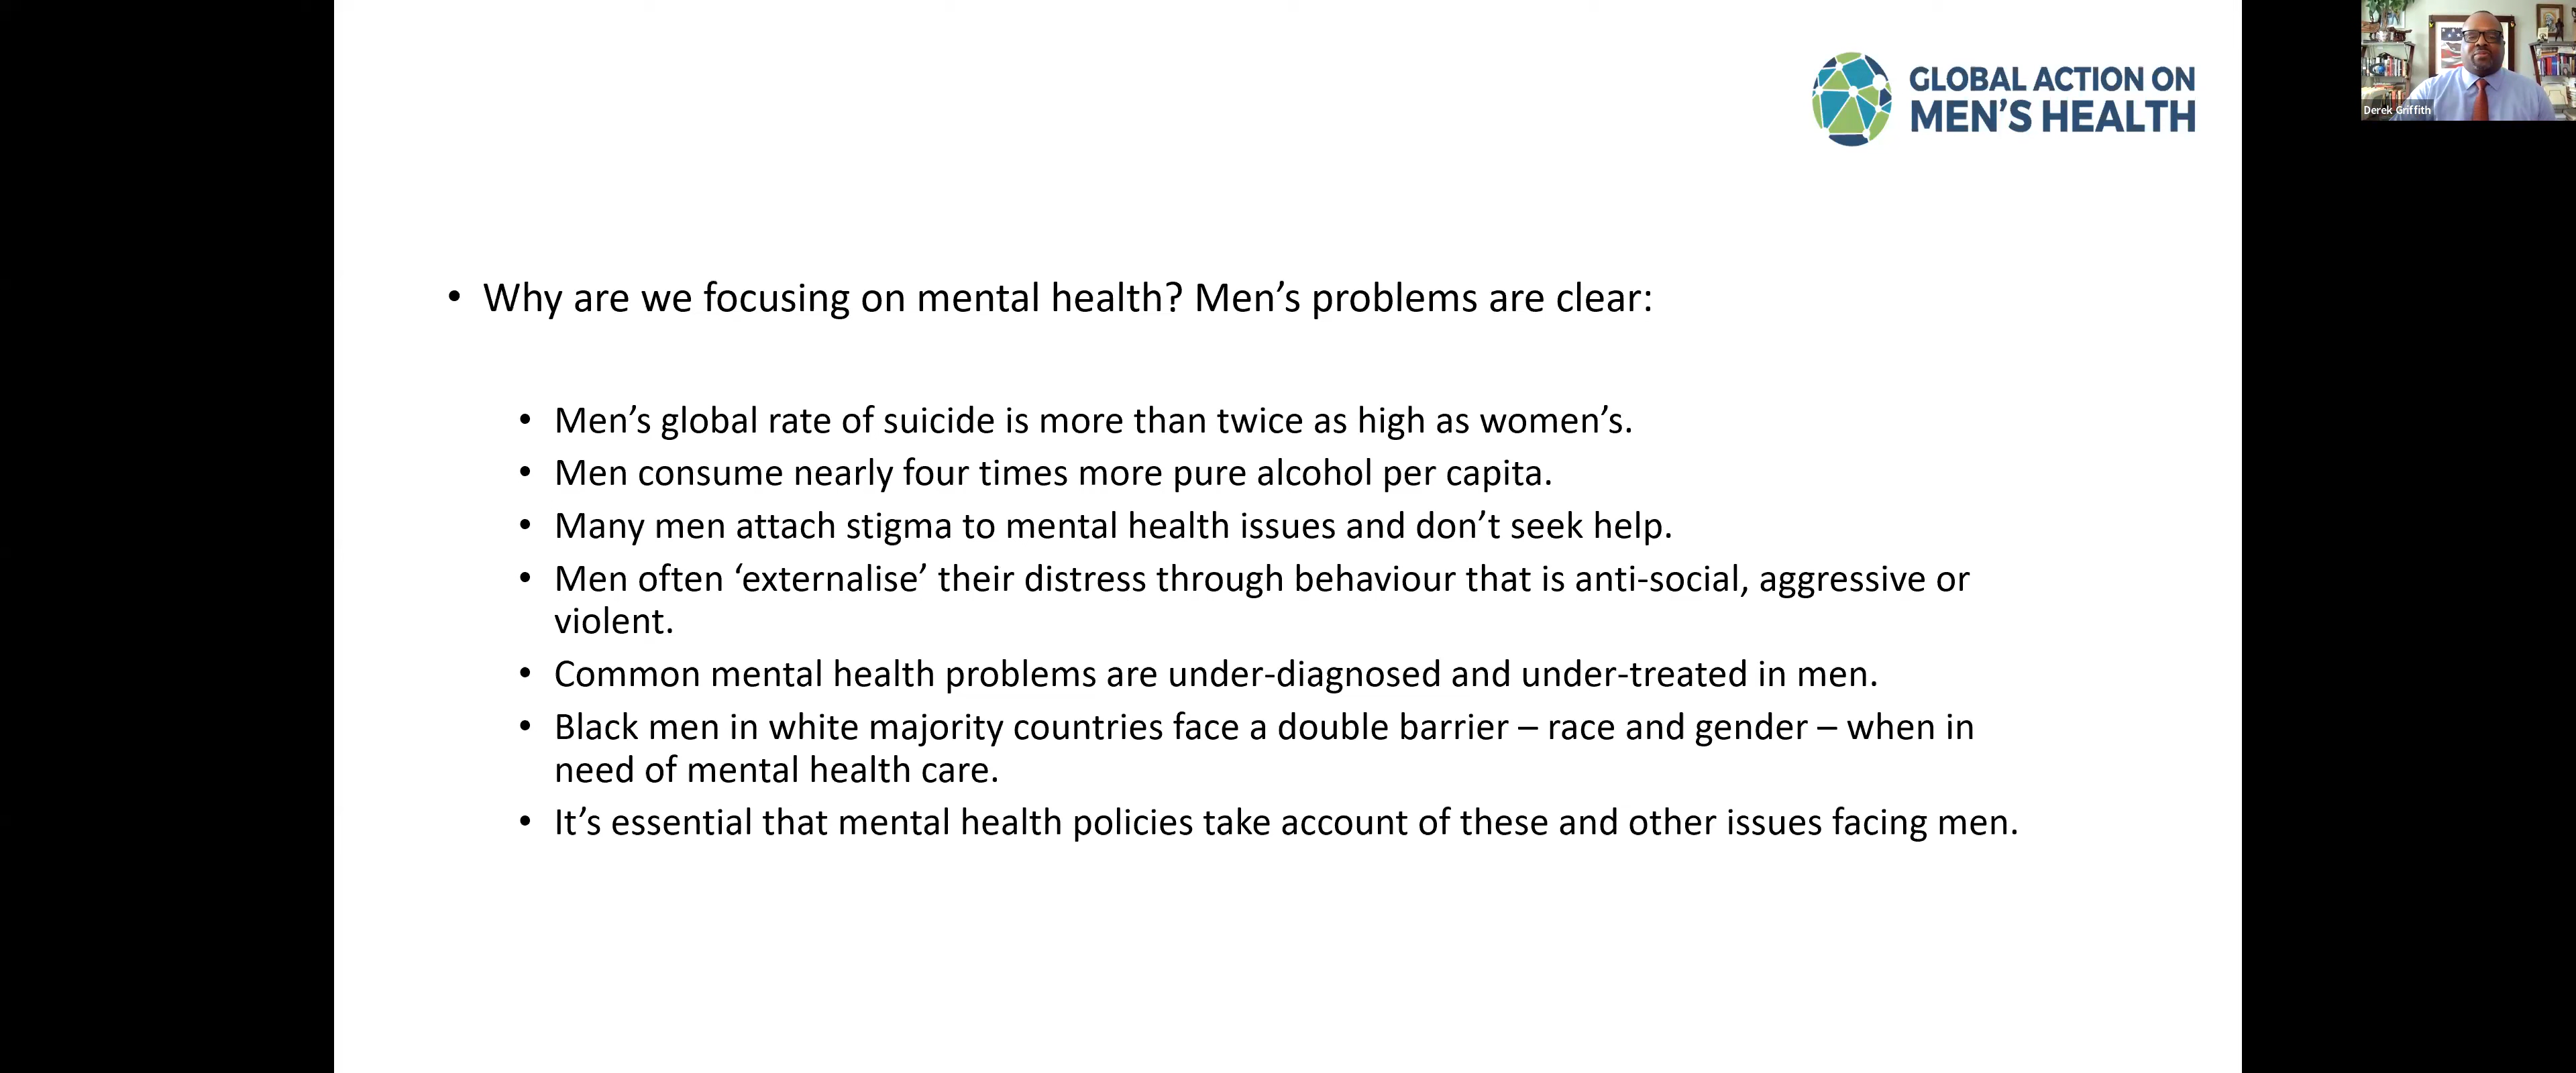 GLOBAL ACTION ON
MEN'S HEALTH
Derek Griffith
• Why are we focusing on mental health? Men's problems are clear:
• Men's global rate of suicide is more than twice as high as women's.
• Men consume nearly four times more pure alcohol per capita.
• Many men attach stigma to mental health issues and don't seek help.
• Men often ‘externalise’ their distress through behaviour that is anti-social, aggressive or
violent.
• Common mental health problems are under-diagnosed and under-treated in men.
• Black men in white majority countries face a double barrier – race and gender – when in
need of mental health care.
• It's essential that mental health policies take account of these and other issues facing men.